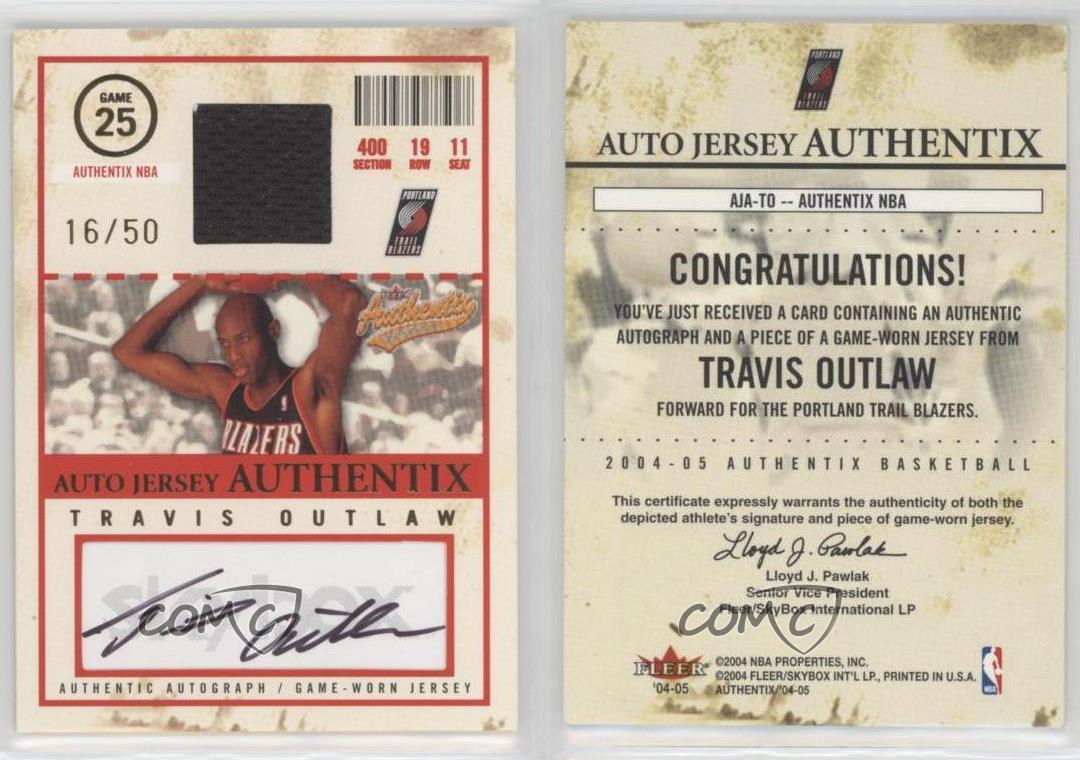 GAME
25
AUTHENTIX NBA
16/50
400 19 11
SECTION ROW SEAT
PORTLAND
TRAIL
BLAZERS
FLEER
Authentix
BLAZERS
AUTO JERSEY AUTHENTIX
TRAVIS OUTLAW
skybox
COMC
AUTHENTIC AUTOGRAPH / GAME-WORN JERSEY
PORTLAND
TRAIL BLAZERS
AUTO JERSEY AUTHENTIX
AJA-TO -- AUTHENTIX NBA
CONGRATULATIONS!
YOU'VE JUST RECEIVED A CARD CONTAINING AN AUTHENTIC
AUTOGRAPH AND A PIECE OF A GAME-WORN JERSEY FROM
TRAVIS OUTLAW
FORWARD FOR THE PORTLAND TRAIL BLAZERS.
2004-05 AUTHENTIX BASKETBALL
This certificate expressly warrants the authenticity of both the
depicted athlete's signature and piece of game-worn jersey.
Lloyd J. Pawlak
Lloyd J. Pawlak
Senior Vice President
Fleer/SkyBox International LP
COMC
FLEER
'04-05
©2004 NBA PROPERTIES, INC.
©2004 FLEER/SKYBOX INT'L LP., PRINTED IN U.S.A.
AUTHENTIX/'04-05
NBA